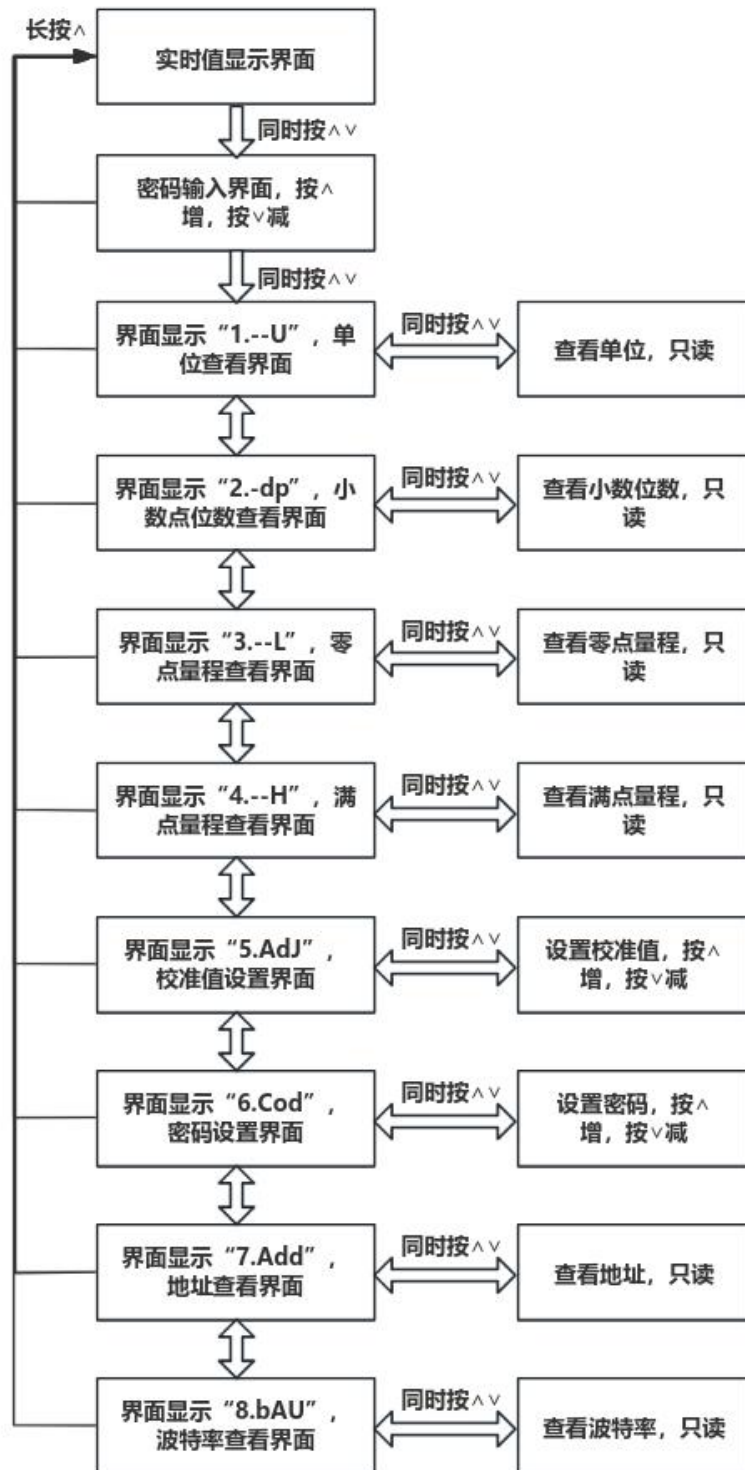 长按∧
实时值显示界面
同时按∧∨
密码输入界面，按∧
增，按∨减
同时按∧∨
界面显示“1.--U”，单
位查看界面
同时按∧∨
查看单位，只读
界面显示“2.-dp”，小
数点位数查看界面
同时按∧∨
查看小数位数，只
读
界面显示“3.--L”，零
点量程查看界面
同时按∧∨
查看零点量程，只
读
界面显示“4.--H”，满
点量程查看界面
同时按∧∨
查看满点量程，只
读
界面显示“5.AdJ”，
校准值设置界面
同时按∧∨
设置校准值，按∧
增，按∨减
界面显示“6.Cod”，
密码设置界面
同时按∧∨
设置密码，按∧
增，按∨减
界面显示“7.Add”，
地址查看界面
同时按∧∨
查看地址，只读
界面显示“8.bAU”，
波特率查看界面
同时按∧∨
查看波特率，只读